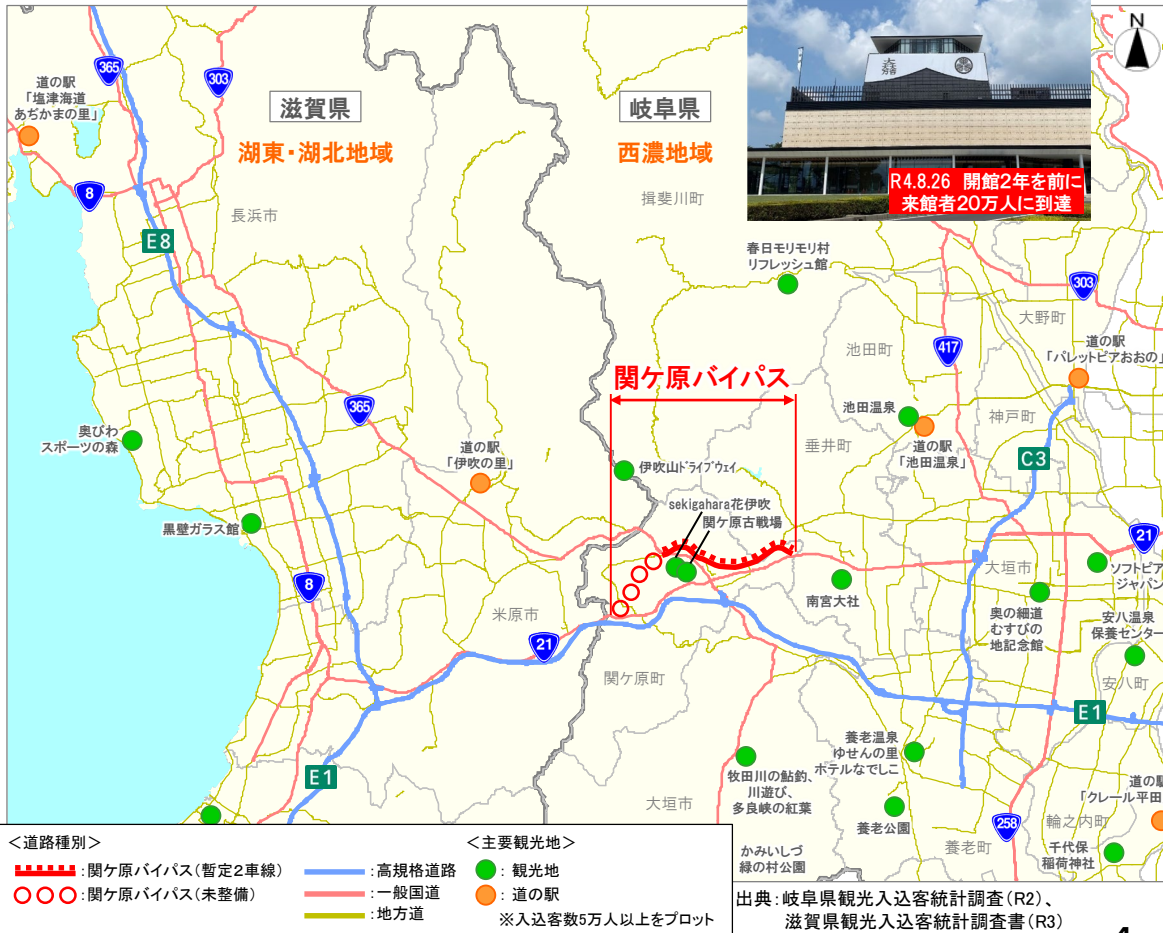 N
365
303
道の駅
「塩津海道
あぢかまの里」
滋賀県
岐阜県
湖東・湖北地域
西濃地域
R4.8.26 開館2年を前に
来館者20万人に到達
8
長浜市
揖斐川町
E8
春日モリモリ村
リフレッシュ館
303
大野町
417
池田町
道の駅
「パレットピアおおの」
関ケ原バイパス
365
池田温泉
神戸町
奥びわ
スポーツの森
道の駅
「伊吹の里」
垂井町
道の駅
「池田温泉」
C3
伊吹山ドライブウェイ
sekigahara花伊吹
関ケ原古戦場
黒壁ガラス館
21
ソフトピア
ジャパン
大垣市
8
南宮大社
米原市
奥の細道
むすびの
地記念館
安八温泉
保養センター
21
関ケ原町
安八町
E1
養老温泉
ゆせんの里
ホテルなでしこ
E1
牧田川の鮎釣、
川遊び、
多良峡の紅葉
道の駅
「クレール平田
大垣市
養老公園
258
輪之内町
養老町
千代保
稲荷神社
かみいしづ
緑の村公園
＜道路種別＞
：関ケ原バイパス（暫定2車線）
：関ケ原バイパス（未整備）
：高規格道路
：一般国道
：地方道
＜主要観光地＞
：観光地
：道の駅
※入込客数5万人以上をプロット
出典：岐阜県観光入込客統計調査（R2）、
滋賀県観光入込客統計調査書（R3）